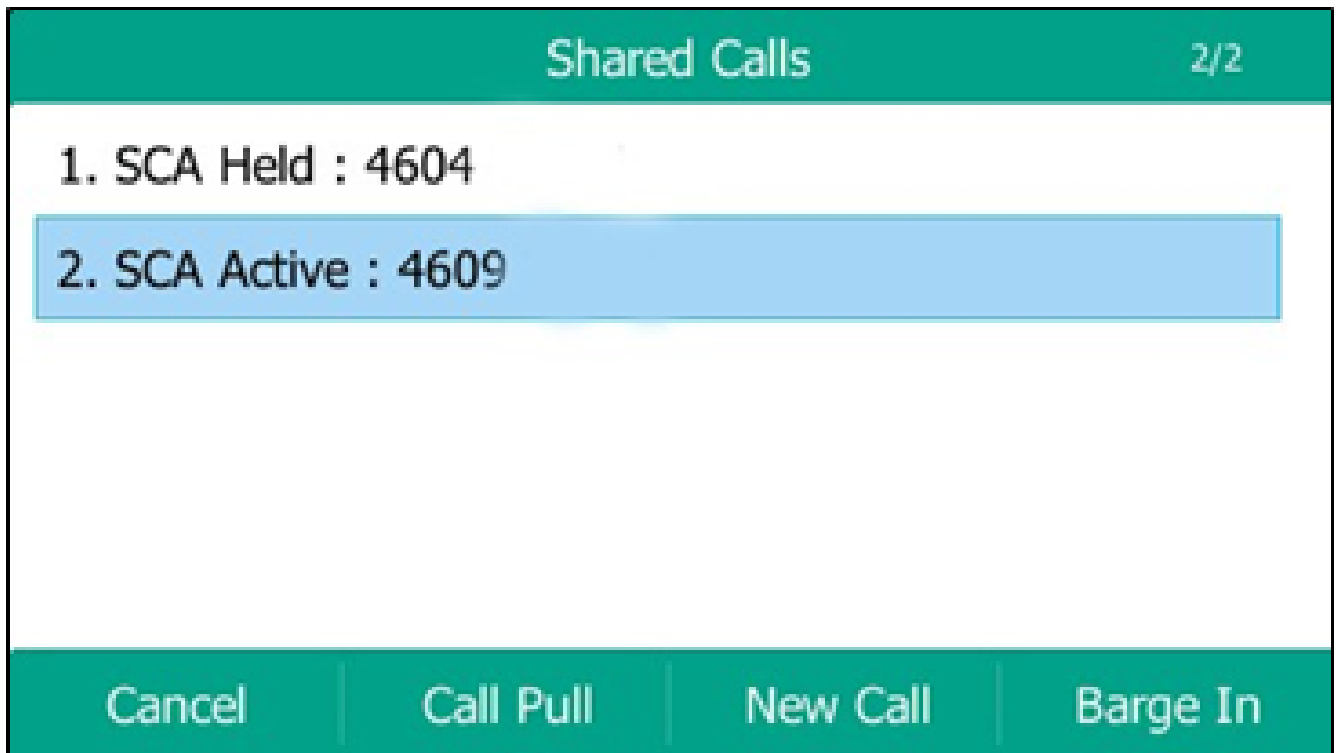 Shared Calls 2/2
1. SCA Held : 4604
2. SCA Active : 4609
Cancel Call Pull New Call Barge In